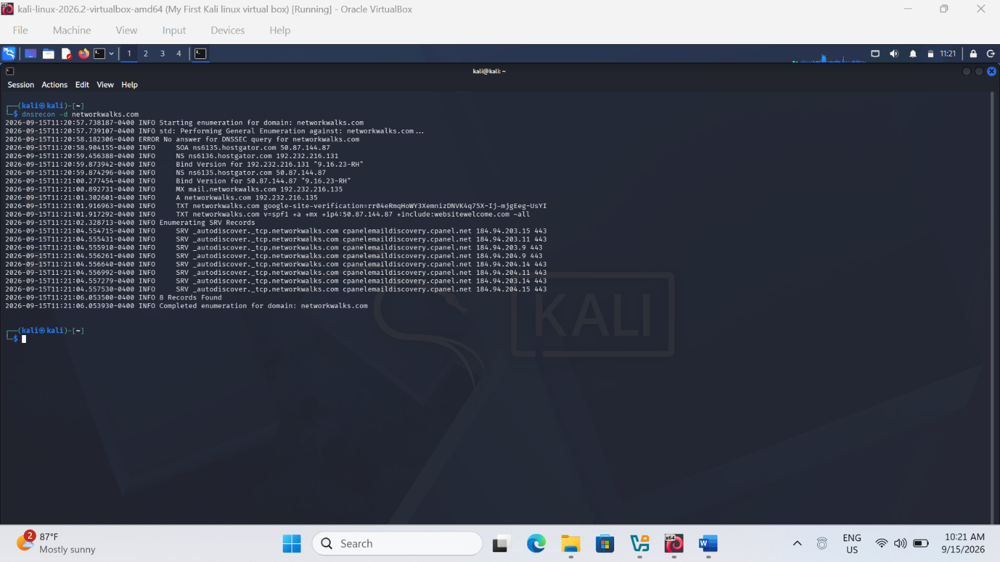 kali-linux-2026.2-virtualbox-amd64 (My First Kali linux virtual box) [Running] - Oracle VirtualBox
File Machine View Input Devices Help
1 2 3 4 11:21
kali@kali: ~
Session Actions Edit View Help
┌──(kali㉿kali)-[~]
└─$ dnsrecon -d networkwalks.com
2026-09-15T11:20:57.738187-0400 INFO Starting enumeration for domain: networkwalks.com
2026-09-15T11:20:57.739107-0400 INFO std: Performing General Enumeration against: networkwalks.com...
2026-09-15T11:20:58.182306-0400 ERROR No answer for DNSSEC query for networkwalks.com
2026-09-15T11:20:58.904155-0400 INFO SOA ns6135.hostgator.com 50.87.144.87
2026-09-15T11:20:59.456388-0400 INFO NS ns6136.hostgator.com 192.232.216.131
2026-09-15T11:20:59.873942-0400 INFO Bind Version for 192.232.216.131 "9.16.23-RH"
2026-09-15T11:20:59.874296-0400 INFO NS ns6135.hostgator.com 50.87.144.87
2026-09-15T11:21:00.277454-0400 INFO Bind Version for 50.87.144.87 "9.16.23-RH"
2026-09-15T11:21:00.892731-0400 INFO MX mail.networkwalks.com 192.232.216.135
2026-09-15T11:21:01.302601-0400 INFO A networkwalks.com 192.232.216.135
2026-09-15T11:21:01.916963-0400 INFO TXT networkwalks.com google-site-verification=rr04eRmqHoWY3XemnizDNVK4q75X-Ij-mjgEeg-UsYI
2026-09-15T11:21:01.917292-0400 INFO TXT networkwalks.com v=spf1 +a +mx +ip4:50.87.144.87 +include:websitewelcome.com ~all
2026-09-15T11:21:02.328713-0400 INFO Enumerating SRV Records
2026-09-15T11:21:04.554715-0400 INFO SRV _autodiscover._tcp.networkwalks.com cpanelemaildiscovery.cpanel.net 184.94.203.15 443
2026-09-15T11:21:04.555431-0400 INFO SRV _autodiscover._tcp.networkwalks.com cpanelemaildiscovery.cpanel.net 184.94.203.11 443
2026-09-15T11:21:04.555910-0400 INFO SRV _autodiscover._tcp.networkwalks.com cpanelemaildiscovery.cpanel.net 184.94.203.9 443
2026-09-15T11:21:04.556261-0400 INFO SRV _autodiscover._tcp.networkwalks.com cpanelemaildiscovery.cpanel.net 184.94.204.9 443
2026-09-15T11:21:04.556640-0400 INFO SRV _autodiscover._tcp.networkwalks.com cpanelemaildiscovery.cpanel.net 184.94.204.14 443
2026-09-15T11:21:04.556992-0400 INFO SRV _autodiscover._tcp.networkwalks.com cpanelemaildiscovery.cpanel.net 184.94.204.11 443
2026-09-15T11:21:04.557279-0400 INFO SRV _autodiscover._tcp.networkwalks.com cpanelemaildiscovery.cpanel.net 184.94.203.14 443
2026-09-15T11:21:04.557530-0400 INFO SRV _autodiscover._tcp.networkwalks.com cpanelemaildiscovery.cpanel.net 184.94.204.15 443
2026-09-15T11:21:06.053500-0400 INFO 8 Records Found
2026-09-15T11:21:06.053930-0400 INFO Completed enumeration for domain: networkwalks.com
┌──(kali㉿kali)-[~]
└─$
KALI
2 87°F
Mostly sunny
Search
x64
W
ENG
US
10:21 AM
9/15/2026